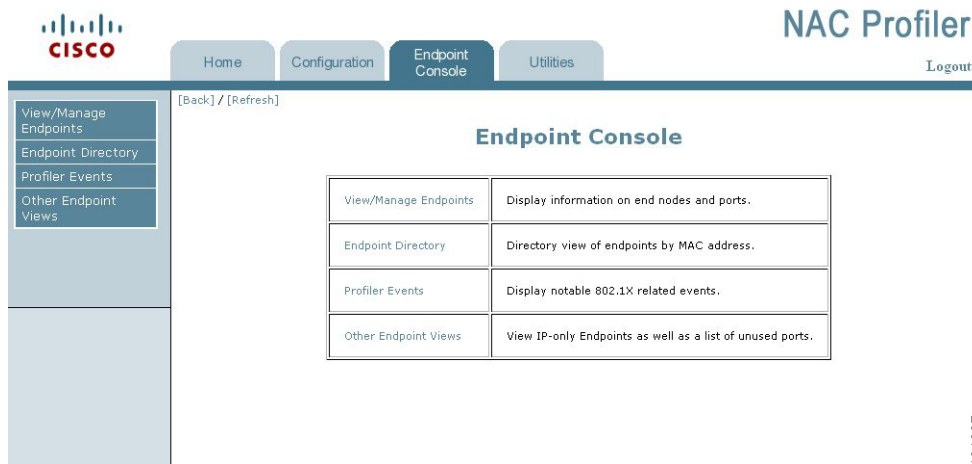 CISCO
NAC Profiler
Home
Configuration
Endpoint
Console
Utilities
Logout
View/Manage
Endpoints
Endpoint Directory
Profiler Events
Other Endpoint
Views
[Back] / [Refresh]
Endpoint Console
View/Manage Endpoints Display information on end nodes and ports.
Endpoint Directory Directory view of endpoints by MAC address.
Profiler Events Display notable 802.1X related events.
Other Endpoint Views View IP-only Endpoints as well as a list of unused ports.